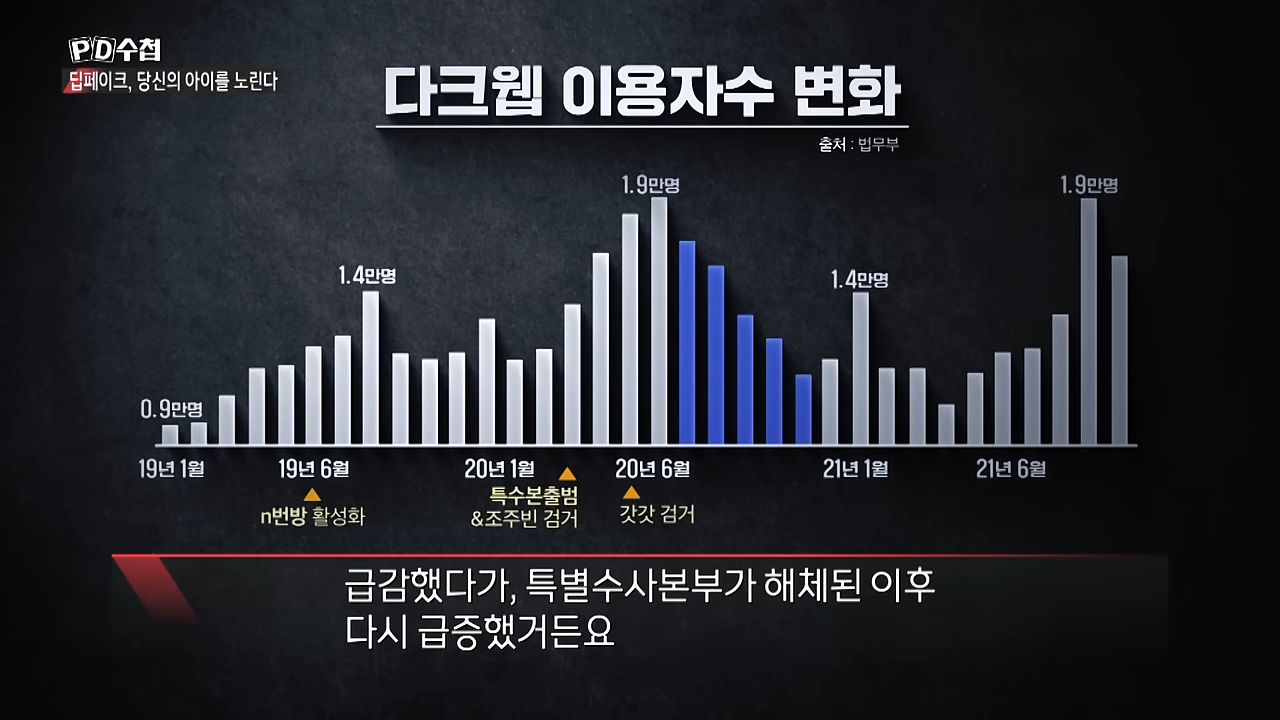 PD수첩
딥페이크, 당신의 아이를 노린다
다크웹 이용자수 변화
출처 : 법무부
1.9만명
1.9만명
1.4만명
1.4만명
0.9만명
19년 1월
19년 6월
20년 1월
20년 6월
21년 1월
21년 6월
n번방 활성화
특수본출범
&조주빈 검거
갓갓 검거
급감했다가, 특별수사본부가 해체된 이후
다시 급증했거든요